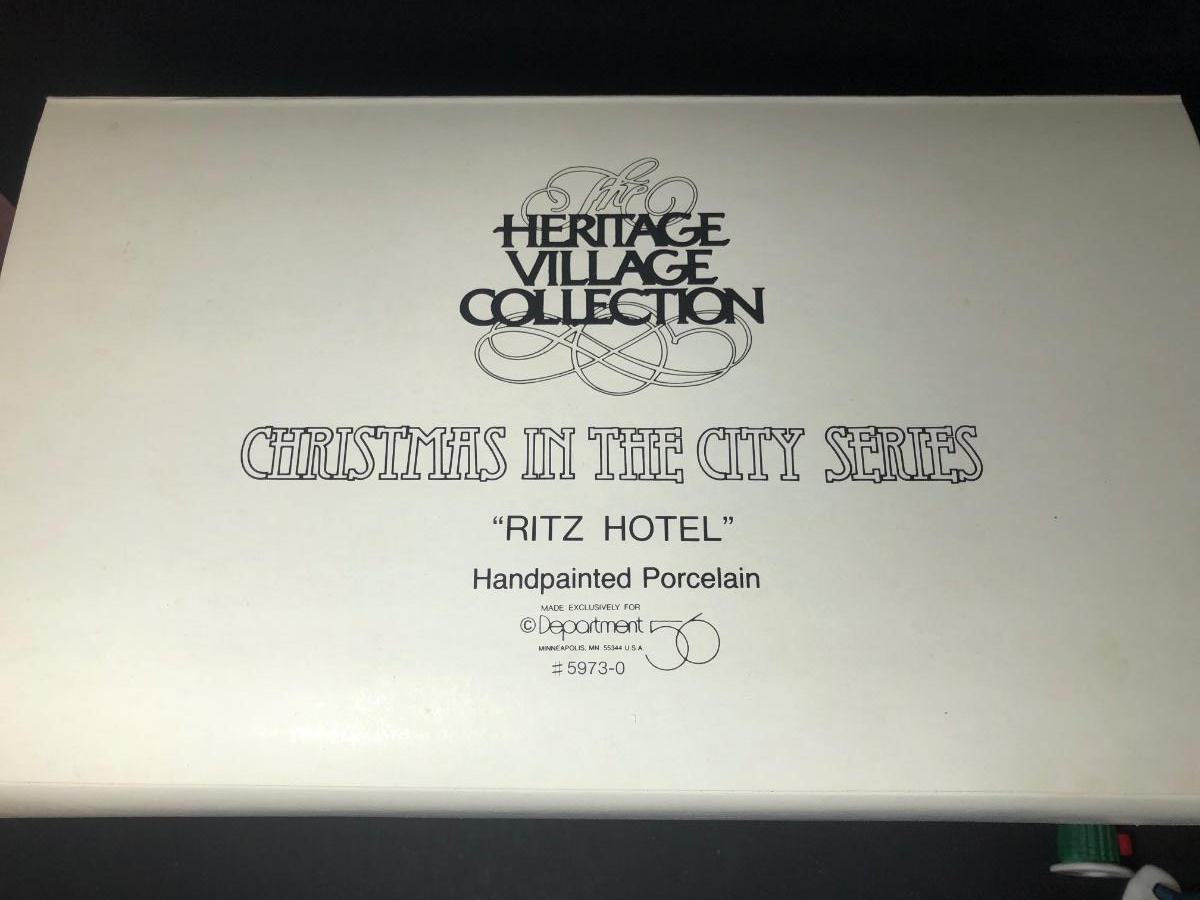 The
HERITAGE
VILLAGE
COLLECTION
CHRISTMAS IN THE CITY SERIES
“RITZ HOTEL”
Handpainted Porcelain
MADE EXCLUSIVELY FOR
©Department 56
MINNEAPOLIS, MN. 55344 U.S.A.
#5973-0